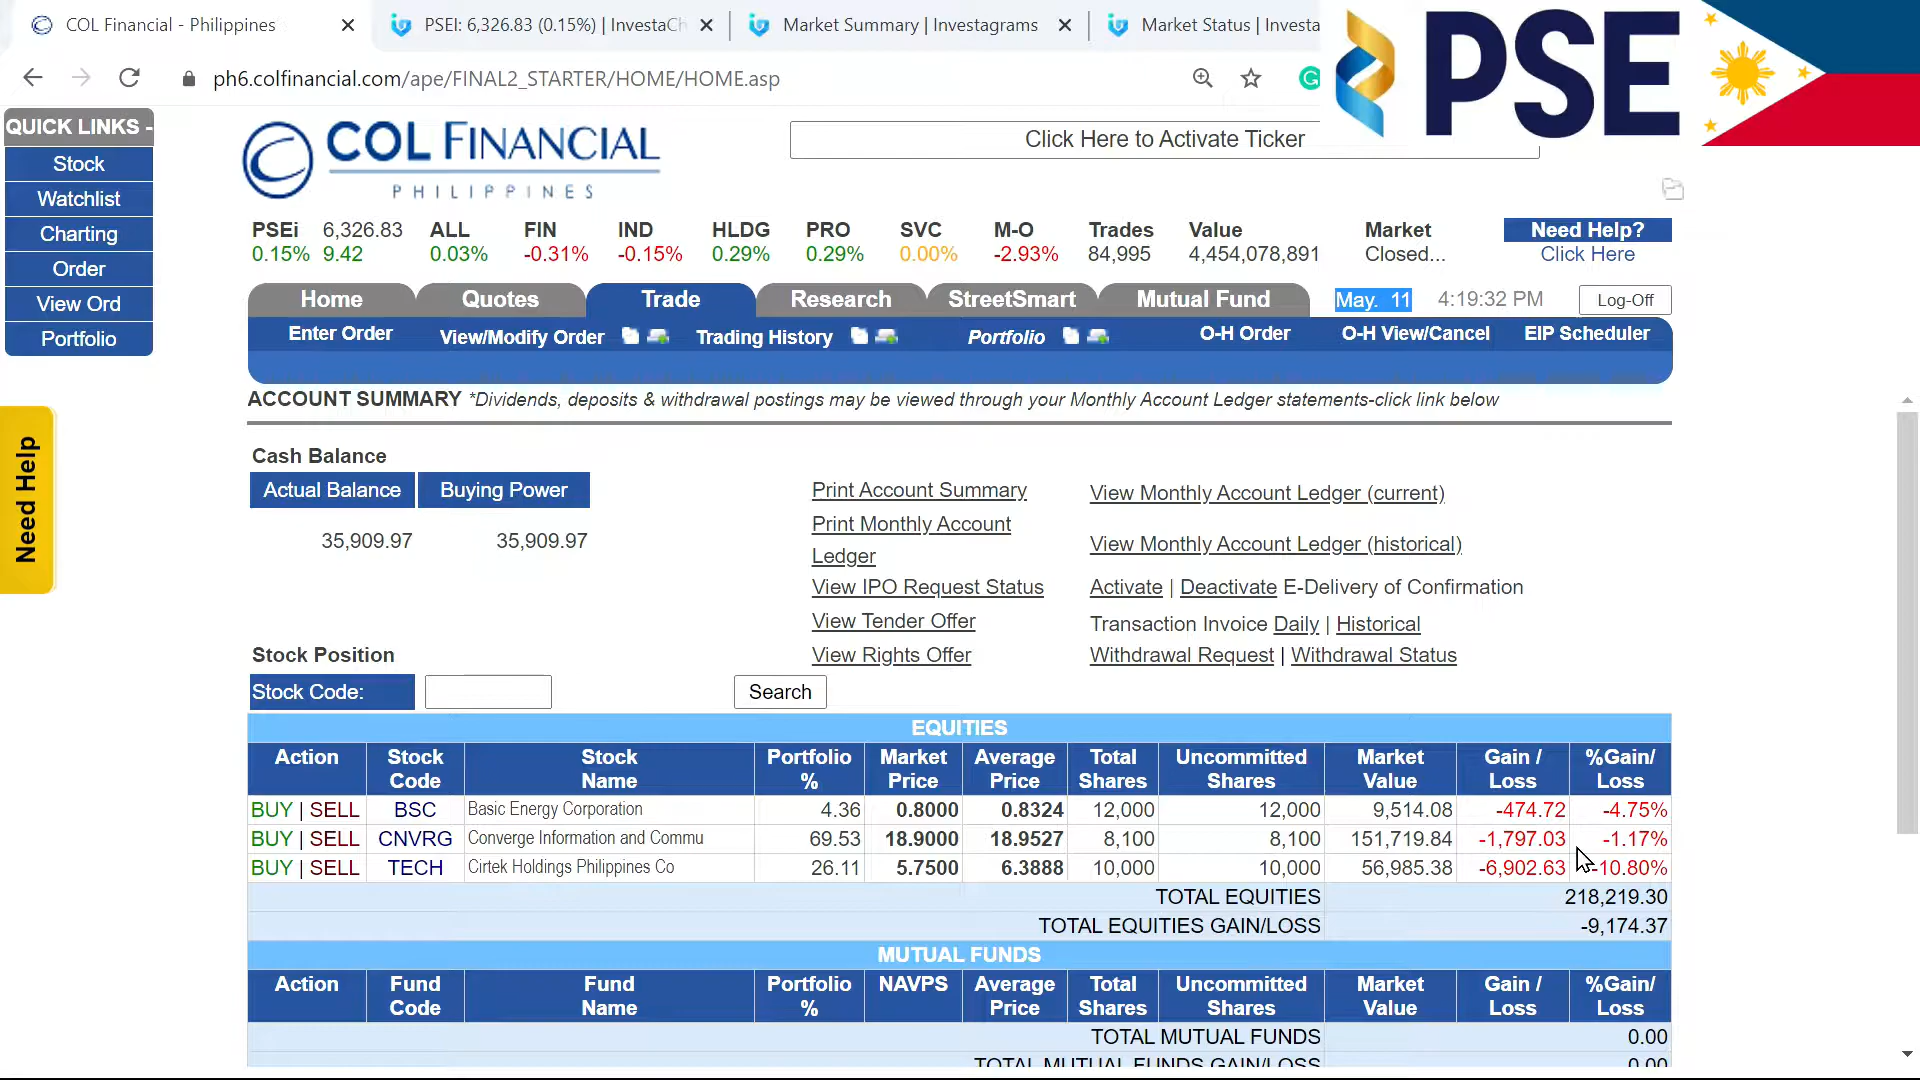 COL Financial - Philippines
PSEI: 6,326.83 (0.15%) | InvestaCh
Market Summary | Investagrams
Market Status | Investa
ph6.colfinancial.com/ape/FINAL2_STARTER/HOME/HOME.asp
PSE
QUICK LINKS -
Stock
Watchlist
Charting
Order
View Ord
Portfolio
Need Help
COL FINANCIAL
PHILIPPINES
Click Here to Activate Ticker
PSEi 6,326.83 ALL FIN IND HLDG PRO SVC M-O Trades Value Market Need Help?
0.15% 9.42 0.03% -0.31% -0.15% 0.29% 0.29% 0.00% -2.93% 84,995 4,454,078,891 Closed... Click Here
Home Quotes Trade Research StreetSmart Mutual Fund May. 11 4:19:32 PM Log-Off
Enter Order View/Modify Order Trading History Portfolio O-H Order O-H View/Cancel EIP Scheduler
ACCOUNT SUMMARY *Dividends, deposits & withdrawal postings may be viewed through your Monthly Account Ledger statements-click link below
Cash Balance
Actual Balance Buying Power
35,909.97 35,909.97
Print Account Summary
Print Monthly Account
Ledger
View IPO Request Status
View Tender Offer
View Rights Offer
View Monthly Account Ledger (current)
View Monthly Account Ledger (historical)
Activate | Deactivate E-Delivery of Confirmation
Transaction Invoice Daily | Historical
Withdrawal Request | Withdrawal Status
Stock Position
Stock Code: Search
EQUITIES
Action Stock Stock Portfolio Market Average Total Uncommitted Market Gain / %Gain/
Code Name % Price Price Shares Shares Value Loss Loss
BUY | SELL BSC Basic Energy Corporation 4.36 0.8000 0.8324 12,000 12,000 9,514.08 -474.72 -4.75%
BUY | SELL CNVRG Converge Information and Commu 69.53 18.9000 18.9527 8,100 8,100 151,719.84 -1,797.03 -1.17%
BUY | SELL TECH Cirtek Holdings Philippines Co 26.11 5.7500 6.3888 10,000 10,000 56,985.38 -6,902.63 -10.80%
TOTAL EQUITIES 218,219.30
TOTAL EQUITIES GAIN/LOSS -9,174.37
MUTUAL FUNDS
Action Fund Fund Portfolio NAVPS Average Total Uncommitted Market Gain / %Gain/
Code Name % Price Shares Shares Value Loss Loss
TOTAL MUTUAL FUNDS 0.00
TOTAL MUTUAL FUNDS GAIN/LOSS 0.00